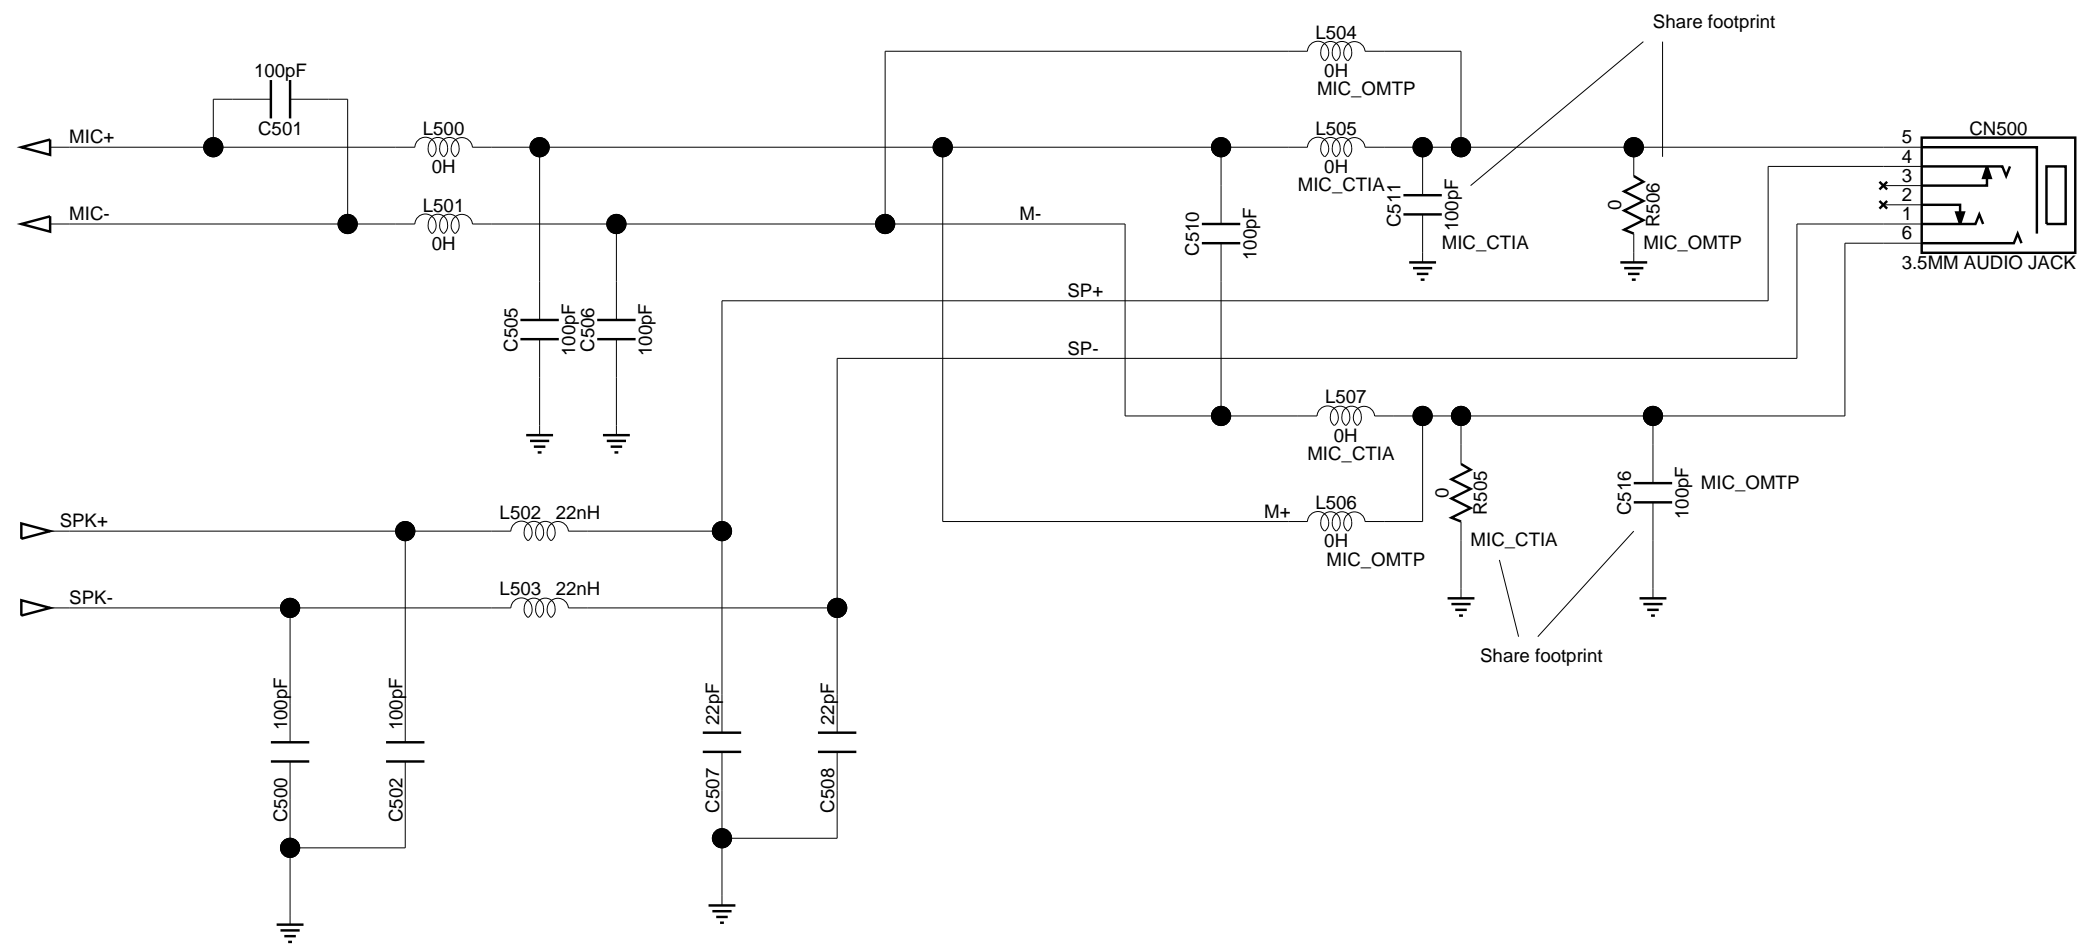 Share footprint
L504
0H
MIC_OMTP
100pF
C501
MIC+
L500
0H
L505
0H
MIC_CTIA
C511
100pF
MIC_CTIA
0
R506
MIC_OMTP
CN500
5
4
3
2
1
6
3.5MM AUDIO JACK
MIC-
L501
0H
M-
C510
100pF
SP+
C505
100pF
C506
100pF
SP-
L507
0H
MIC_CTIA
M+
L506
0H
MIC_OMTP
0
R505
MIC_CTIA
C516
100pF
MIC_OMTP
Share footprint
SPK+
L502 22nH
SPK-
L503 22nH
100pF
C500
100pF
C502
22pF
C507
22pF
C508